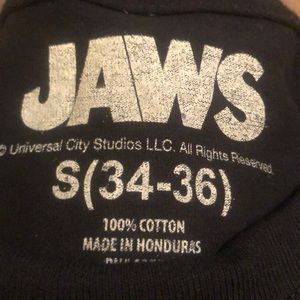 JAWS
© Universal City Studios LLC. All Rights Reserved.
S(34-36)
100% COTTON
MADE IN HONDURAS